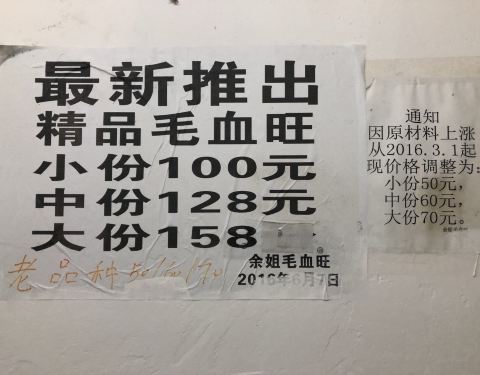 最新推出
精品毛血旺
小份100元
中份128元
大份158
老品种50/60/70
余姐毛血旺
2016年6月7日
通知
因原材料上涨
从2016.3.1起
现价格调整为:
小份50元,
中份60元,
大份70元。